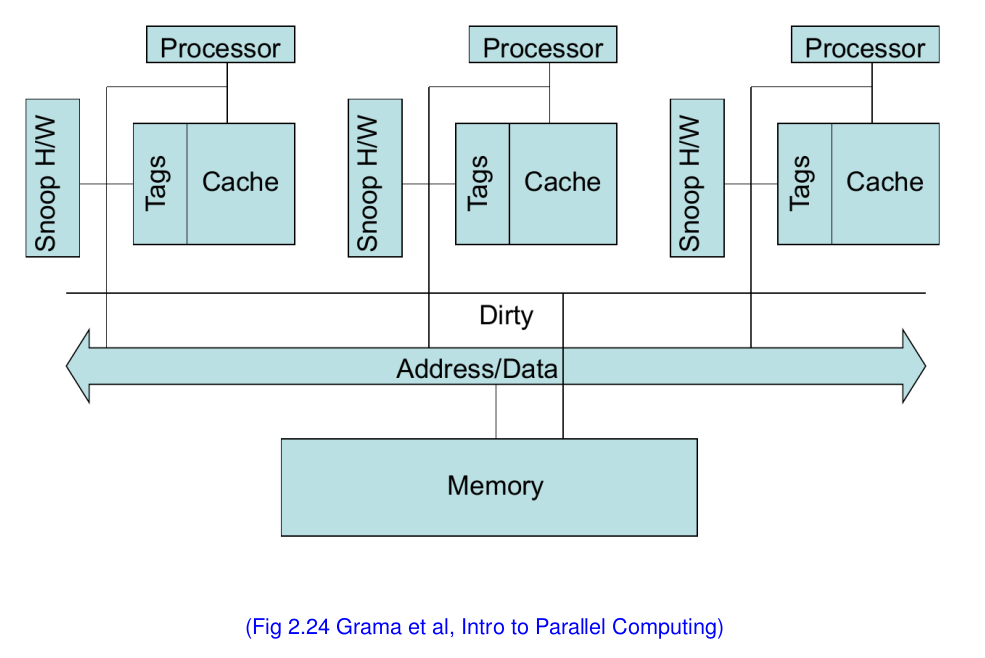 Processor
Processor
Processor
Snoop H/W
Tags
Cache
Snoop H/W
Tags
Cache
Snoop H/W
Tags
Cache
Dirty
Address/Data
Memory
(Fig 2.24 Grama et al, Intro to Parallel Computing)